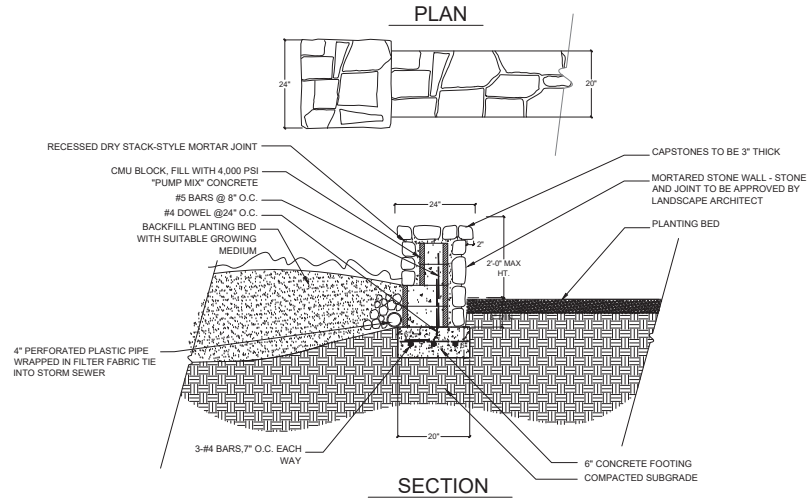 PLAN
24"
20"
RECESSED DRY STACK-STYLE MORTAR JOINT
CMU BLOCK, FILL WITH 4,000 PSI
"PUMP MIX" CONCRETE
#5 BARS @ 8" O.C.
#4 DOWEL @24" O.C.
BACKFILL PLANTING BED
WITH SUITABLE GROWING
MEDIUM
4" PERFORATED PLASTIC PIPE
WRAPPED IN FILTER FABRIC TIE
INTO STORM SEWER
3-#4 BARS,7" O.C. EACH
WAY
24"
2"
2'-0" MAX
HT.
20"
CAPSTONES TO BE 3" THICK
MORTARED STONE WALL - STONE
AND JOINT TO BE APPROVED BY
LANDSCAPE ARCHITECT
PLANTING BED
6" CONCRETE FOOTING
COMPACTED SUBGRADE
SECTION